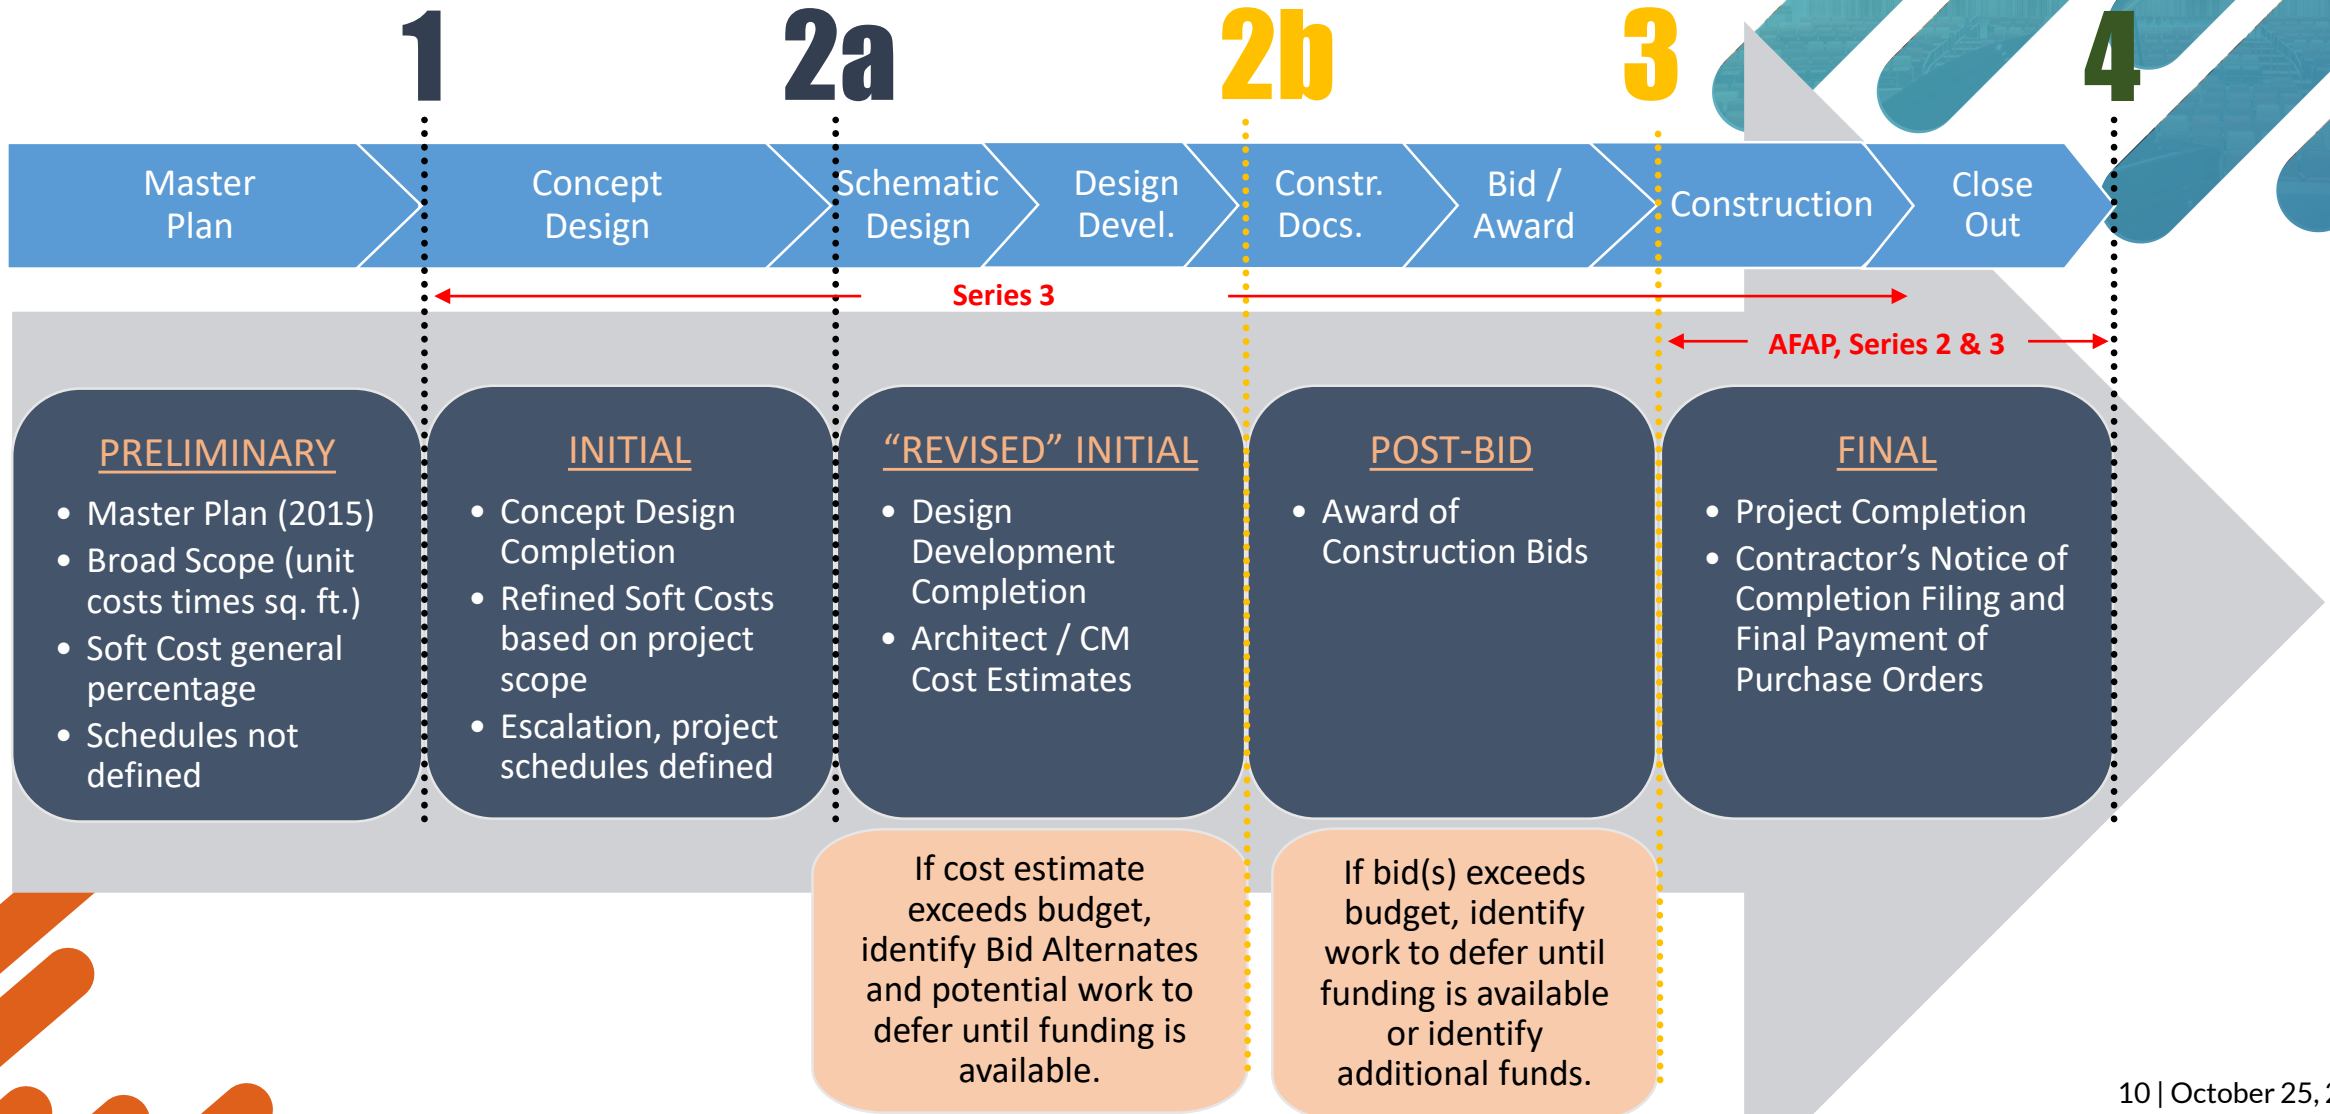 1
2a
2b
3
4
Master
Plan
Concept
Design
Schematic
Design
Design
Devel.
Constr.
Docs.
Bid /
Award
Construction
Close
Out
Series 3
AFAP, Series 2 & 3
PRELIMINARY
• Master Plan (2015)
• Broad Scope (unit
costs times sq. ft.)
• Soft Cost general
percentage
• Schedules not
defined
INITIAL
• Concept Design
Completion
• Refined Soft Costs
based on project
scope
• Escalation, project
schedules defined
“REVISED” INITIAL
• Design
Development
Completion
• Architect / CM
Cost Estimates
POST-BID
• Award of
Construction Bids
FINAL
• Project Completion
• Contractor’s Notice of
Completion Filing and
Final Payment of
Purchase Orders
If cost estimate
exceeds budget,
identify Bid Alternates
and potential work to
defer until funding is
available.
If bid(s) exceeds
budget, identify
work to defer until
funding is available
or identify
additional funds.
10 | October 25,